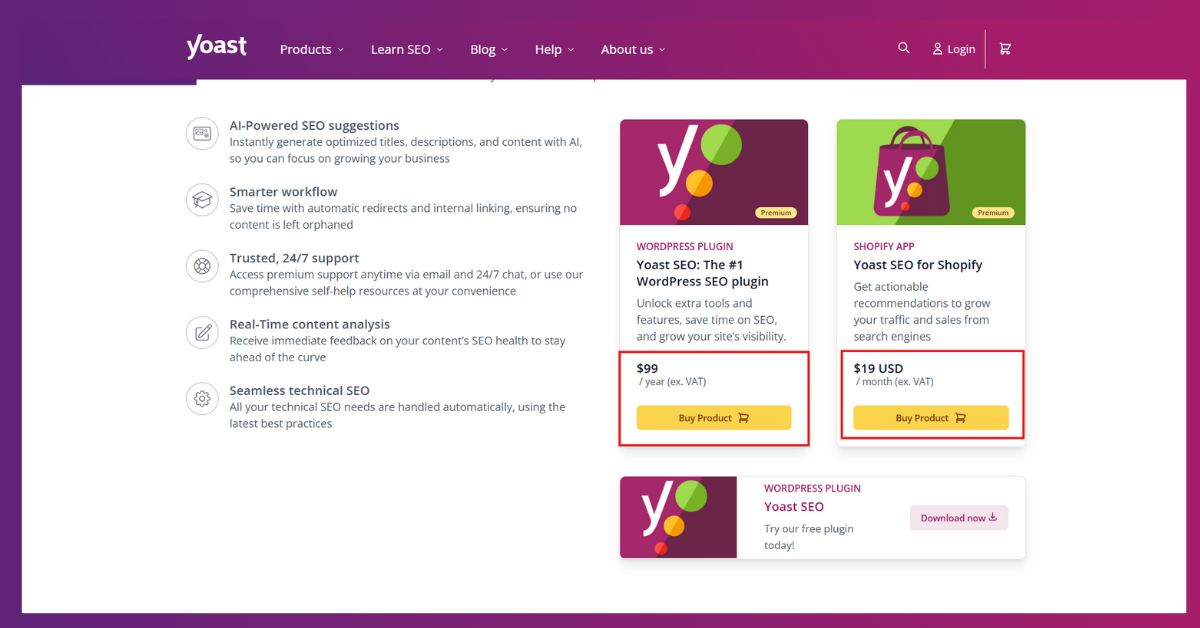 yoast
Products
Learn SEO
Blog
Help
About us
Login
AI-Powered SEO suggestions
Instantly generate optimized titles, descriptions, and content with AI,
so you can focus on growing your business
Smarter workflow
Save time with automatic redirects and internal linking, ensuring no
content is left orphaned
Trusted, 24/7 support
Access premium support anytime via email and 24/7 chat, or use our
comprehensive self-help resources at your convenience
Real-Time content analysis
Receive immediate feedback on your content's SEO health to stay
ahead of the curve
Seamless technical SEO
All your technical SEO needs are handled automatically, using the
latest best practices
y
Premium
WORDPRESS PLUGIN
Yoast SEO: The #1
WordPress SEO plugin
Unlock extra tools and
features, save time on SEO,
and grow your site's visibility.
$99
/ year (ex. VAT)
Buy Product
y
Premium
SHOPIFY APP
Yoast SEO for Shopify
Get actionable
recommendations to grow
your traffic and sales from
search engines
$19 USD
/ month (ex. VAT)
Buy Product
y
WORDPRESS PLUGIN
Yoast SEO
Try our free plugin
today!
Download now